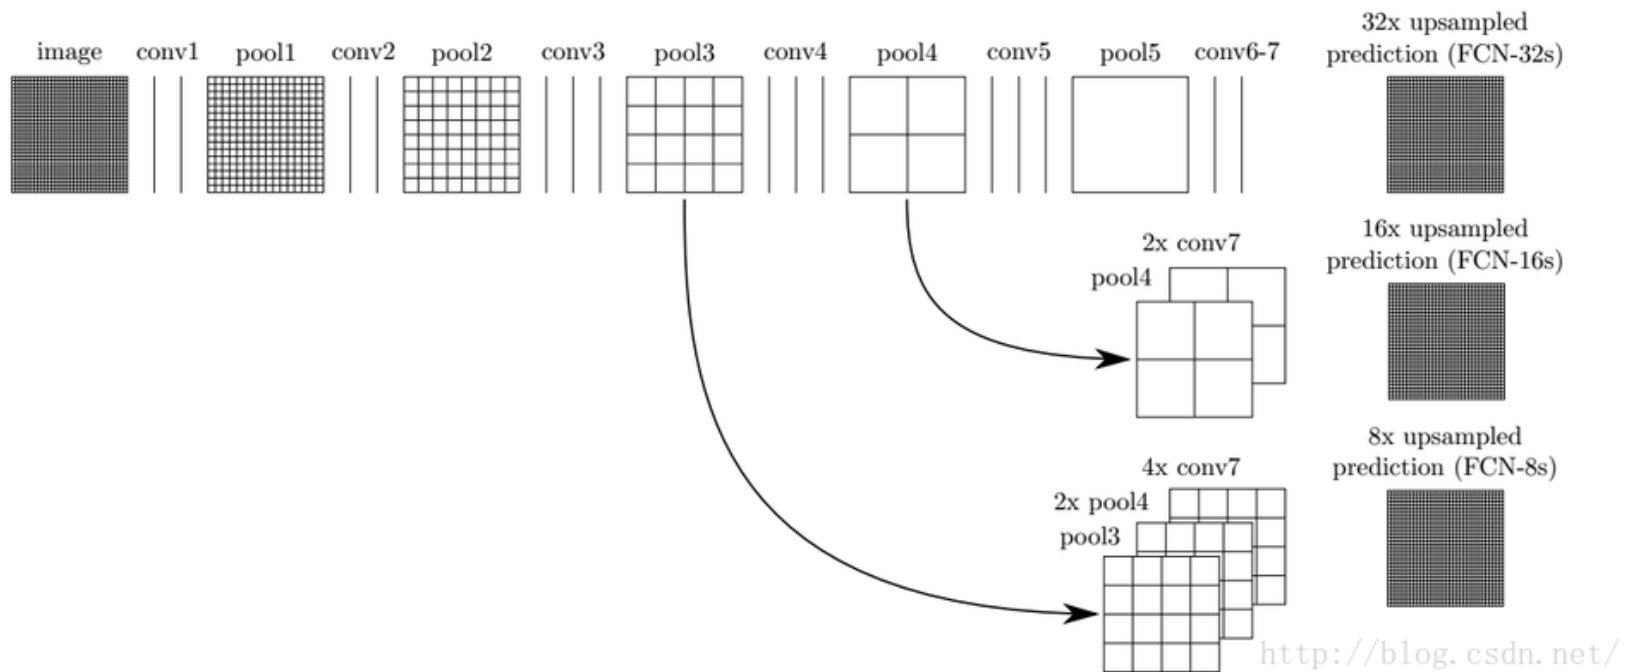 image conv1 pool1 conv2 pool2 conv3 pool3 conv4 pool4 conv5 pool5 conv6-7
32x upsampled
prediction (FCN-32s)
16x upsampled
prediction (FCN-16s)
2x conv7
pool4
8x upsampled
prediction (FCN-8s)
4x conv7
2x pool4
pool3
http://blog.csdn.net/